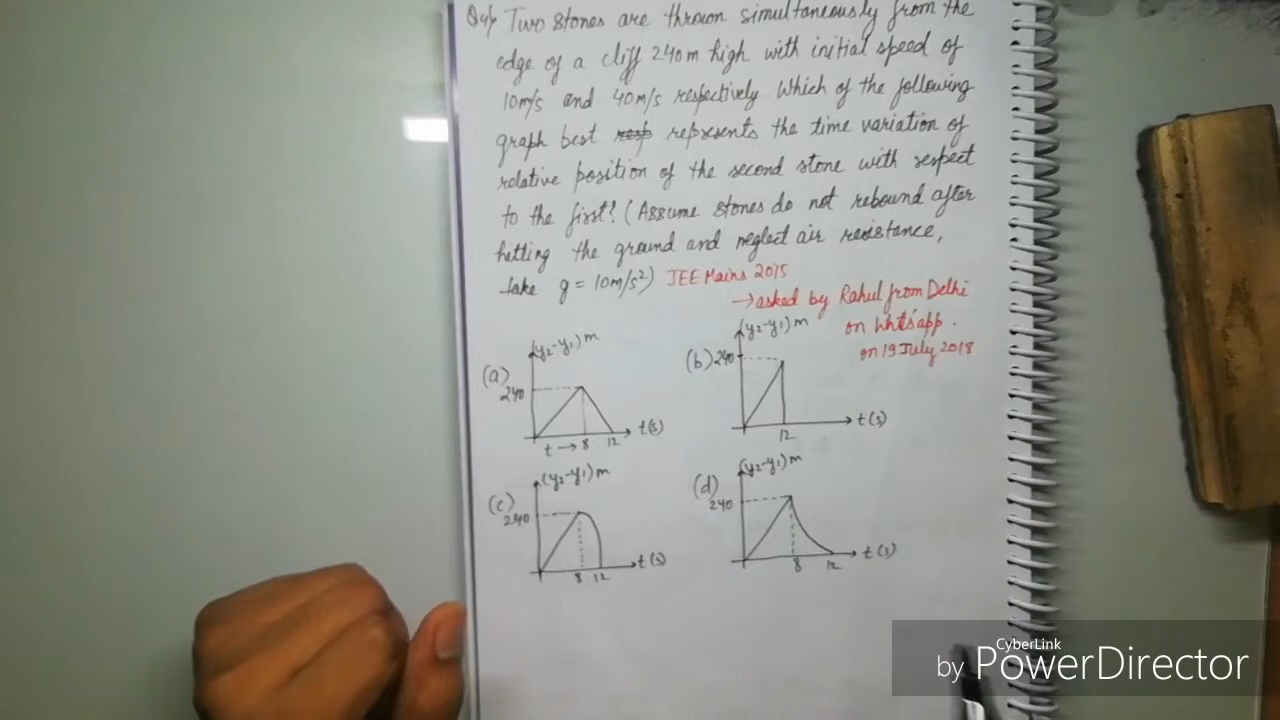 Q4) Two stones are thrown simultaneously from the
edge of a cliff 240m high with initial speed of
10m/s and 40m/s respectively Which of the following
graph best resp represents the time variation of
relative position of the second stone with respect
to the first? (Assume stones do not rebound after
hitting the ground and neglect air resistance,
take g = 10m/s²) JEE Mains 2015
→ asked by Rahul from Delhi
on Whtsapp.
on 19 July 2018
(a) (y₂-y₁) m
240
t → 8 12 t(s)
(b) (y₂-y₁) m
240
12 t(s)
(c) (y₂-y₁) m
240
8 12 t(s)
(d) (y₂-y₁) m
240
8 12 t(s)
CyberLink
by PowerDirector